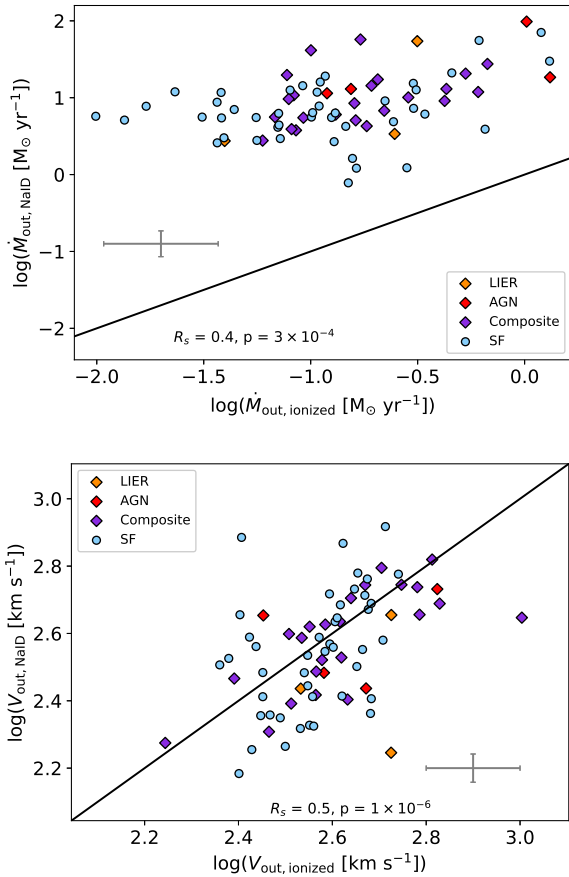 2
1
0
−1
−2
log(Ṁout, NaID [M⊙ yr⁻¹])
LIER
AGN
Composite
SF
Rs = 0.4, p = 3 × 10⁻⁴
−2.0 −1.5 −1.0 −0.5 0.0
log(Ṁout, ionized [M⊙ yr⁻¹])
LIER
AGN
Composite
SF
3.0
2.8
2.6
2.4
2.2
log(Vout, NaID [km s⁻¹])
Rs = 0.5, p = 1 × 10⁻⁶
2.2 2.4 2.6 2.8 3.0
log(Vout, ionized [km s⁻¹])